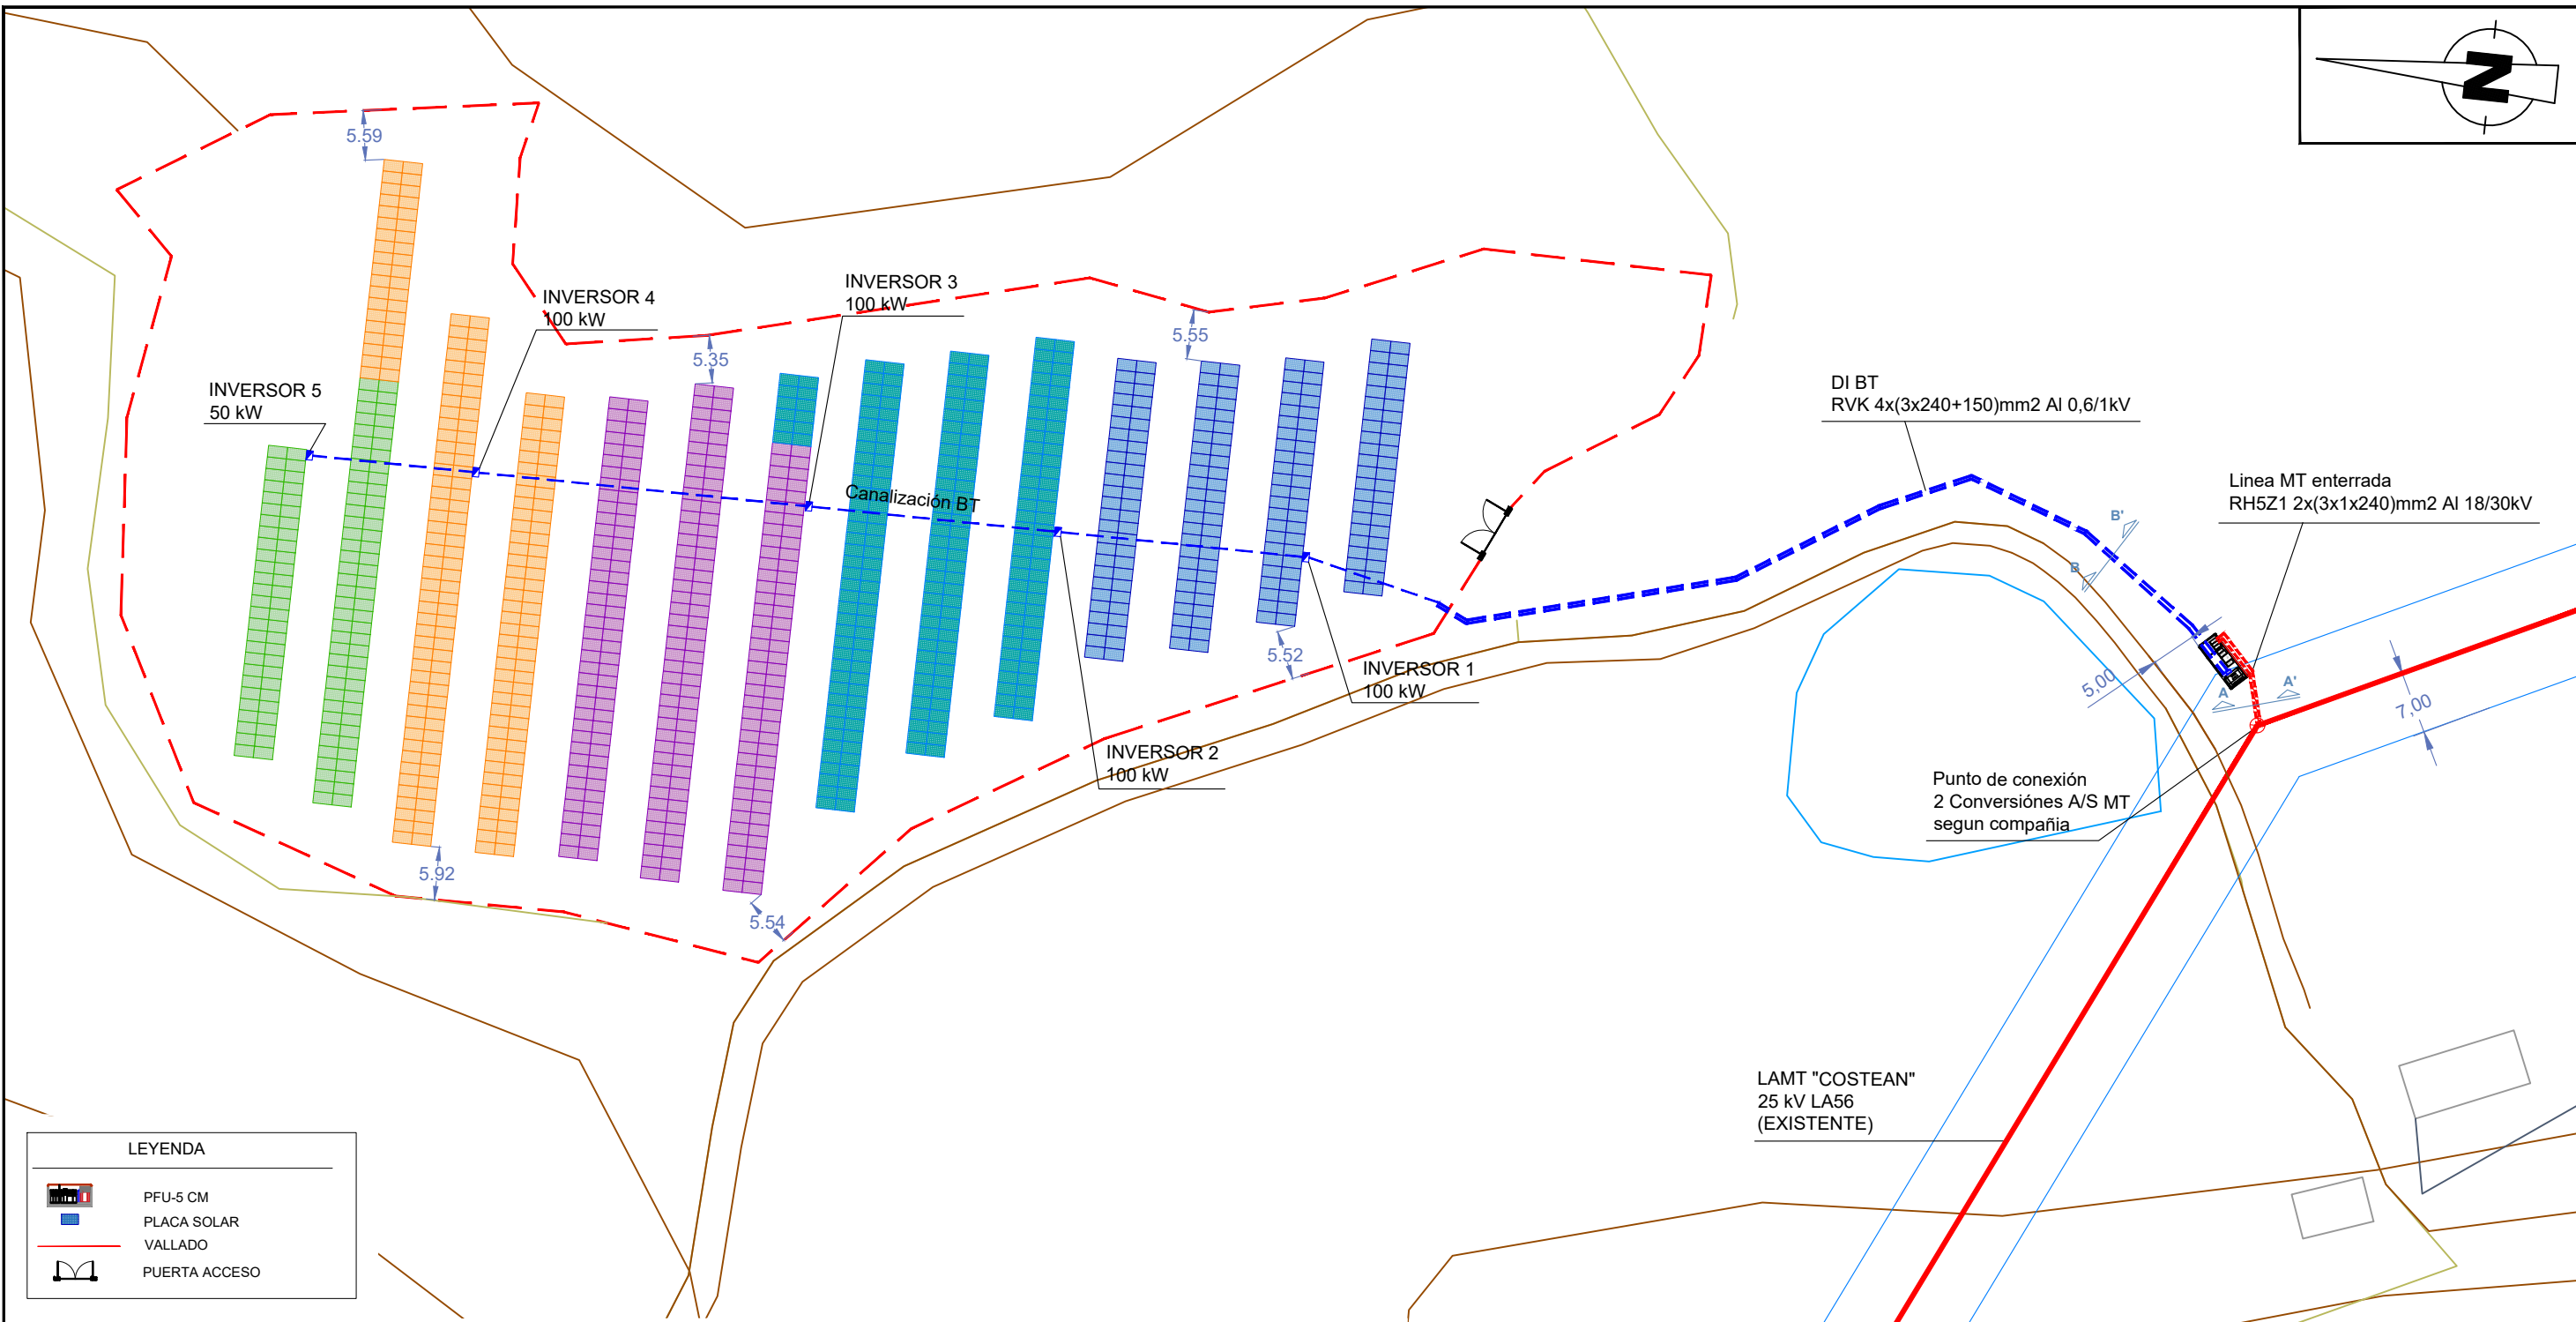 N
5.59
INVERSOR 4
100 kW
INVERSOR 3
100 kW
5.35
5.55
INVERSOR 5
50 kW
DI BT
RVK 4x(3x240+150)mm2 Al 0,6/1kV
Linea MT enterrada
RH5Z1 2x(3x1x240)mm2 Al 18/30kV
Canalización BT
B'
B
5.52
INVERSOR 1
100 kW
5,00
A
A'
7,00
INVERSOR 2
100 kW
Punto de conexión
2 Conversiónes A/S MT
segun compañia
5.92
5.54
LAMT "COSTEAN"
25 kV LA56
(EXISTENTE)
LEYENDA
PFU-5 CM
PLACA SOLAR
VALLADO
PUERTA ACCESO